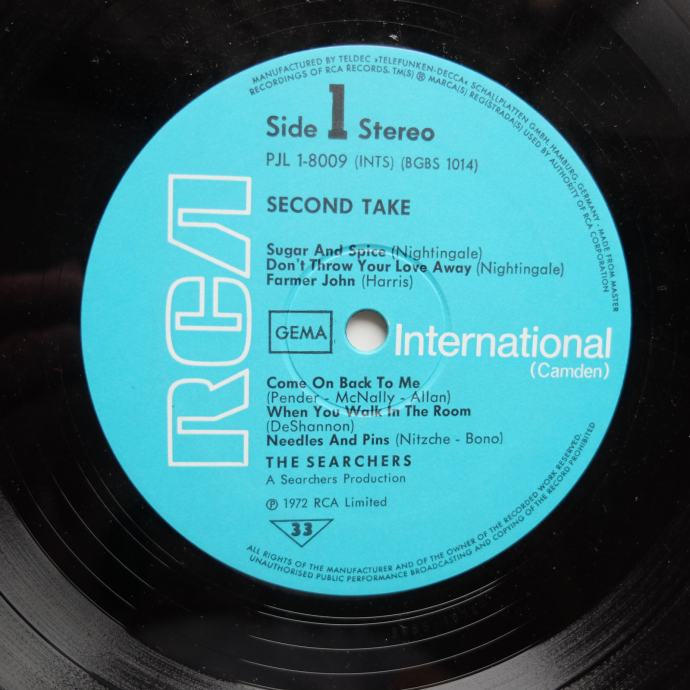 MANUFACTURED BY TELDEC »TELEFUNKEN-DECCA« SCHALLPLATTEN GMBH, HAMBURG, GERMANY · MADE FROM MASTER
RECORDINGS OF RCA RECORDS. TM(S) ® MARCA(S) REGISTRADA(S) USED BY AUTHORITY OF RCA CORPORATION
Side 1 Stereo
PJL 1-8009 (INTS) (BGBS 1014)
SECOND TAKE
RCA
Sugar And Spice (Nightingale)
Don't Throw Your Love Away (Nightingale)
Farmer John (Harris)
GEMA
International
(Camden)
Come On Back To Me
(Pender - McNally - Allan)
When You Walk In The Room
(DeShannon)
Needles And Pins (Nitzche - Bono)
THE SEARCHERS
A Searchers Production
℗ 1972 RCA Limited
33
ALL RIGHTS OF THE MANUFACTURER AND OF THE OWNER OF THE RECORDED WORK RESERVED.
UNAUTHORISED PUBLIC PERFORMANCE BROADCASTING AND COPYING OF THE RECORD PROHIBITED